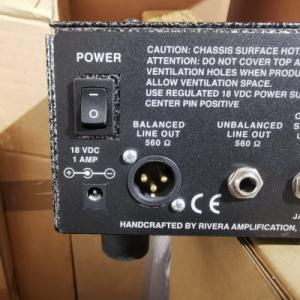 POWER
CAUTION: CHASSIS SURFACE HOT
ATTENTION: DO NOT COVER TOP A
VENTILATION HOLES WHEN PRODU
ALLOW VENTILATION SPACE.
USE REGULATED 18 VDC POWER SU
CENTER PIN POSITIVE
BALANCED
LINE OUT
560 Ω
UNBALANCED
LINE OUT
560 Ω
18 VDC
1 AMP
+ -
CE
HANDCRAFTED BY RIVERA AMPLIFICATION,